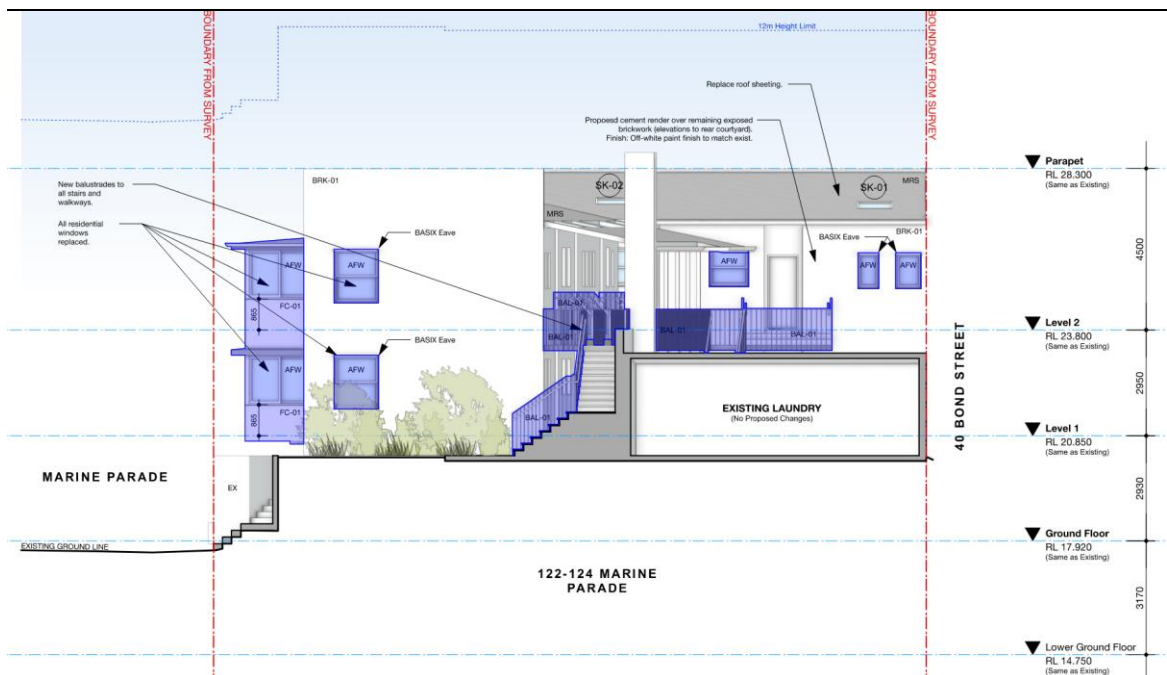 BOUNDARY FROM SURVEY
12m Height Limit
BOUNDARY FROM SURVEY
Replace roof sheeting.
Propoesd cement render over remaining exposed
brickwork (elevations to rear courtyard).
Finish: Off-white paint finish to match exist.
Parapet
RL 28.300
(Same as Existing)
New balustrades to
all stairs and
walkways.
BRK-01
SK-02
SK-01
MRS
MRS
All residential
windows
replaced.
BASIX Eave
BASIX Eave
BRK-01
4500
AFW
AFW
AFW
AFW
AFW
FC-01
865
BAL-01
BAL-01
BAL-01
BAL-01
Level 2
RL 23.800
(Same as Existing)
BASIX Eave
AFW
AFW
2950
40 BOND STREET
EXISTING LAUNDRY
(No Proposed Changes)
FC-01
865
BAL-01
Level 1
RL 20.850
(Same as Existing)
MARINE PARADE
EX
2930
EXISTING GROUND LINE
Ground Floor
RL 17.920
(Same as Existing)
122-124 MARINE
PARADE
3170
Lower Ground Floor
RL 14.750
(Same as Existing)